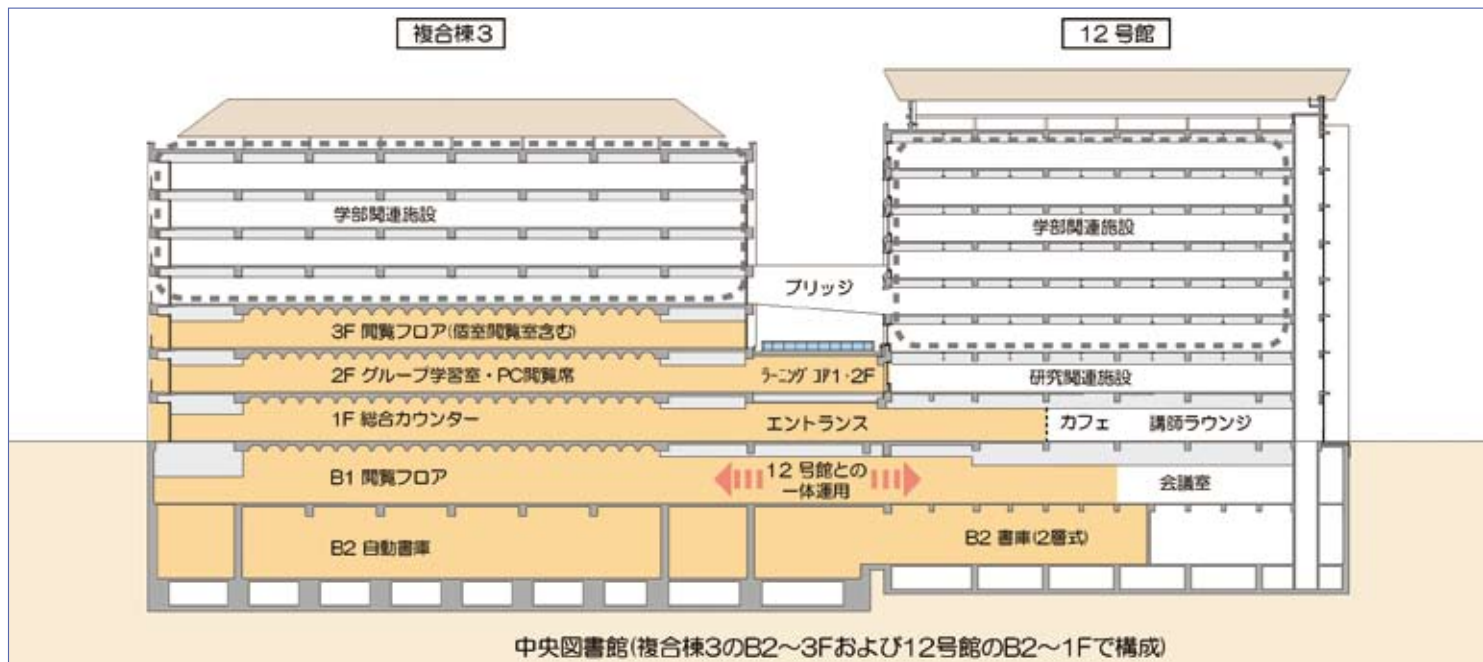 複合棟3
12号館
学部関連施設
学部関連施設
ブリッジ
3F 閲覧フロア(個室閲覧室含む)
2F グループ学習室・PC閲覧席
ラーニング コア1・2F
研究関連施設
1F 総合カウンター
エントランス
カフェ
講師ラウンジ
B1 閲覧フロア
12号館との
一体運用
会議室
B2 自動書庫
B2 書庫(2層式)
中央図書館(複合棟3のB2～3Fおよび12号館のB2～1Fで構成)